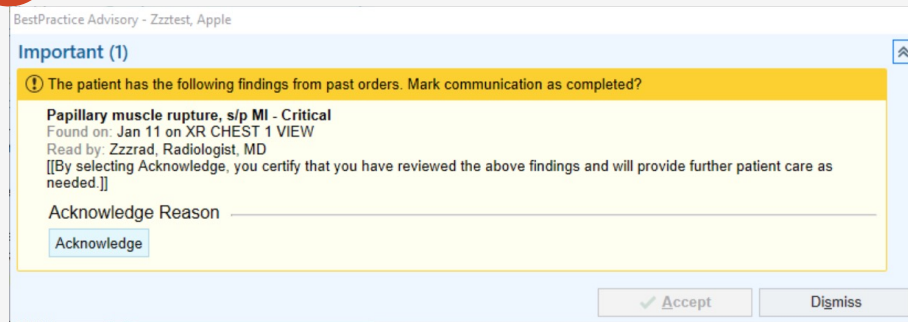 BestPractice Advisory - Zzztest, Apple
Important (1)
The patient has the following findings from past orders. Mark communication as completed?
Papillary muscle rupture, s/p MI - Critical
Found on: Jan 11 on XR CHEST 1 VIEW
Read by: Zzzrad, Radiologist, MD
[[By selecting Acknowledge, you certify that you have reviewed the above findings and will provide further patient care as
needed.]]
Acknowledge Reason
Acknowledge
Accept
Dismiss